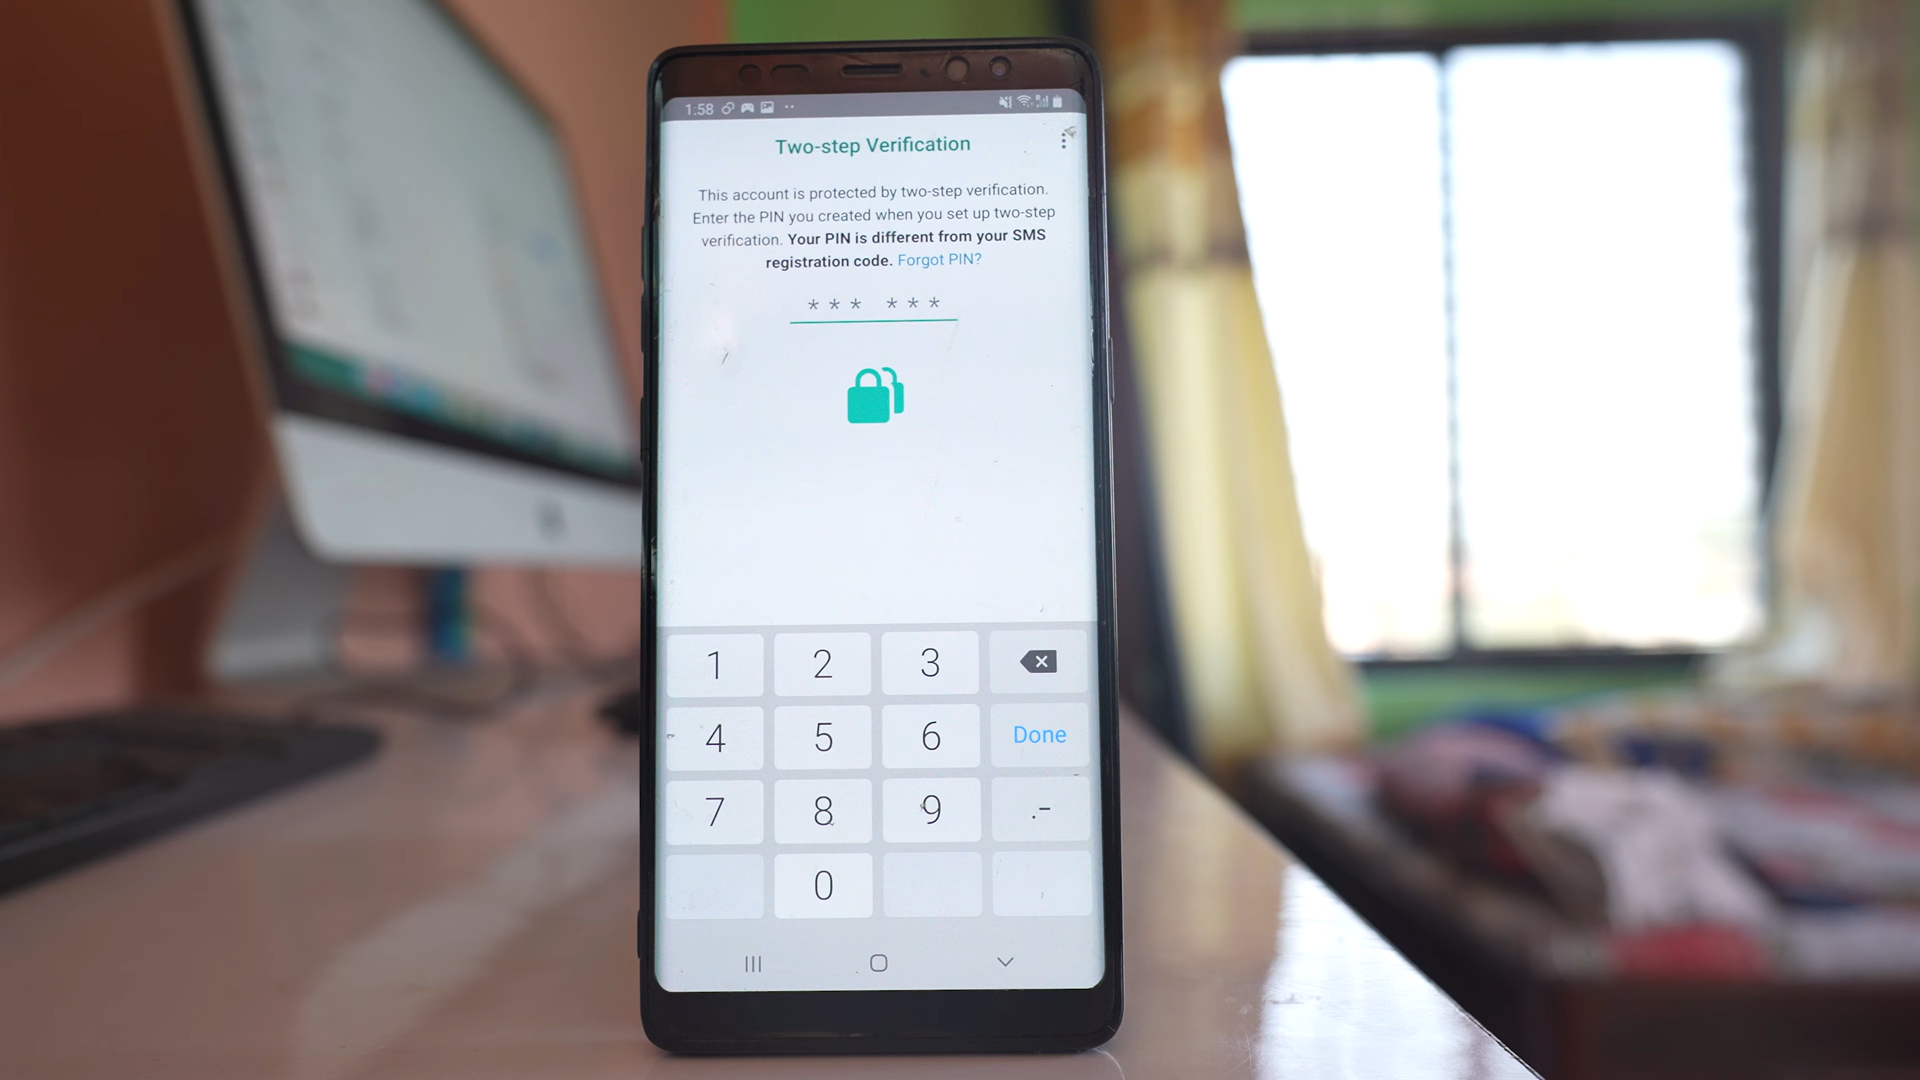 1:58
Two-step Verification
This account is protected by two-step verification.
Enter the PIN you created when you set up two-step
verification. Your PIN is different from your SMS
registration code. Forgot PIN?
*** ***
1 2 3
4 5 6 Done
7 8 9 .-
0 ,